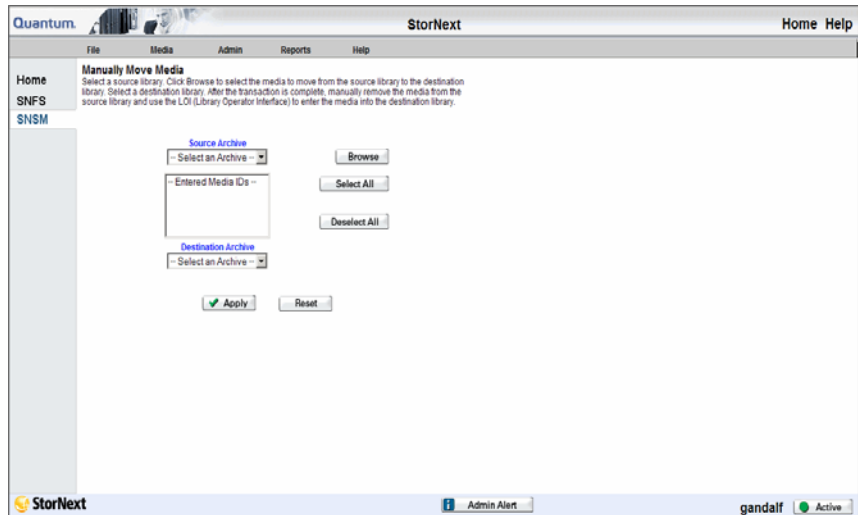 Quantum.
StorNext
Home Help
File Media Admin Reports Help
Home
SNFS
SNSM
Manually Move Media
Select a source library. Click Browse to select the media to move from the source library to the destination
library. Select a destination library. After the transaction is complete, manually remove the media from the
source library and use the LOI (Library Operator Interface) to enter the media into the destination library.
Source Archive
-- Select an Archive --
Browse
-- Entered Media IDs --
Select All
Deselect All
Destination Archive
-- Select an Archive --
Apply
Reset
StorNext
Admin Alert
gandalf
Active